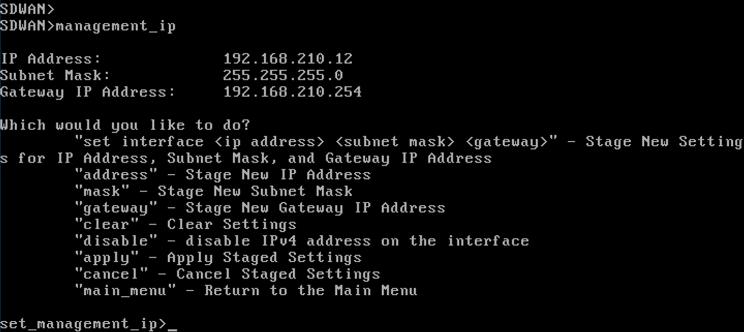 SDWAN>
SDWAN>management_ip
IP Address: 192.168.210.12
Subnet Mask: 255.255.255.0
Gateway IP Address: 192.168.210.254
Which would you like to do?
"set interface <ip address> <subnet mask> <gateway>" - Stage New Setting
s for IP Address, Subnet Mask, and Gateway IP Address
"address" - Stage New IP Address
"mask" - Stage New Subnet Mask
"gateway" - Stage New Gateway IP Address
"clear" - Clear Settings
"disable" - disable IPv4 address on the interface
"apply" - Apply Staged Settings
"cancel" - Cancel Staged Settings
"main_menu" - Return to the Main Menu
set_management_ip>_